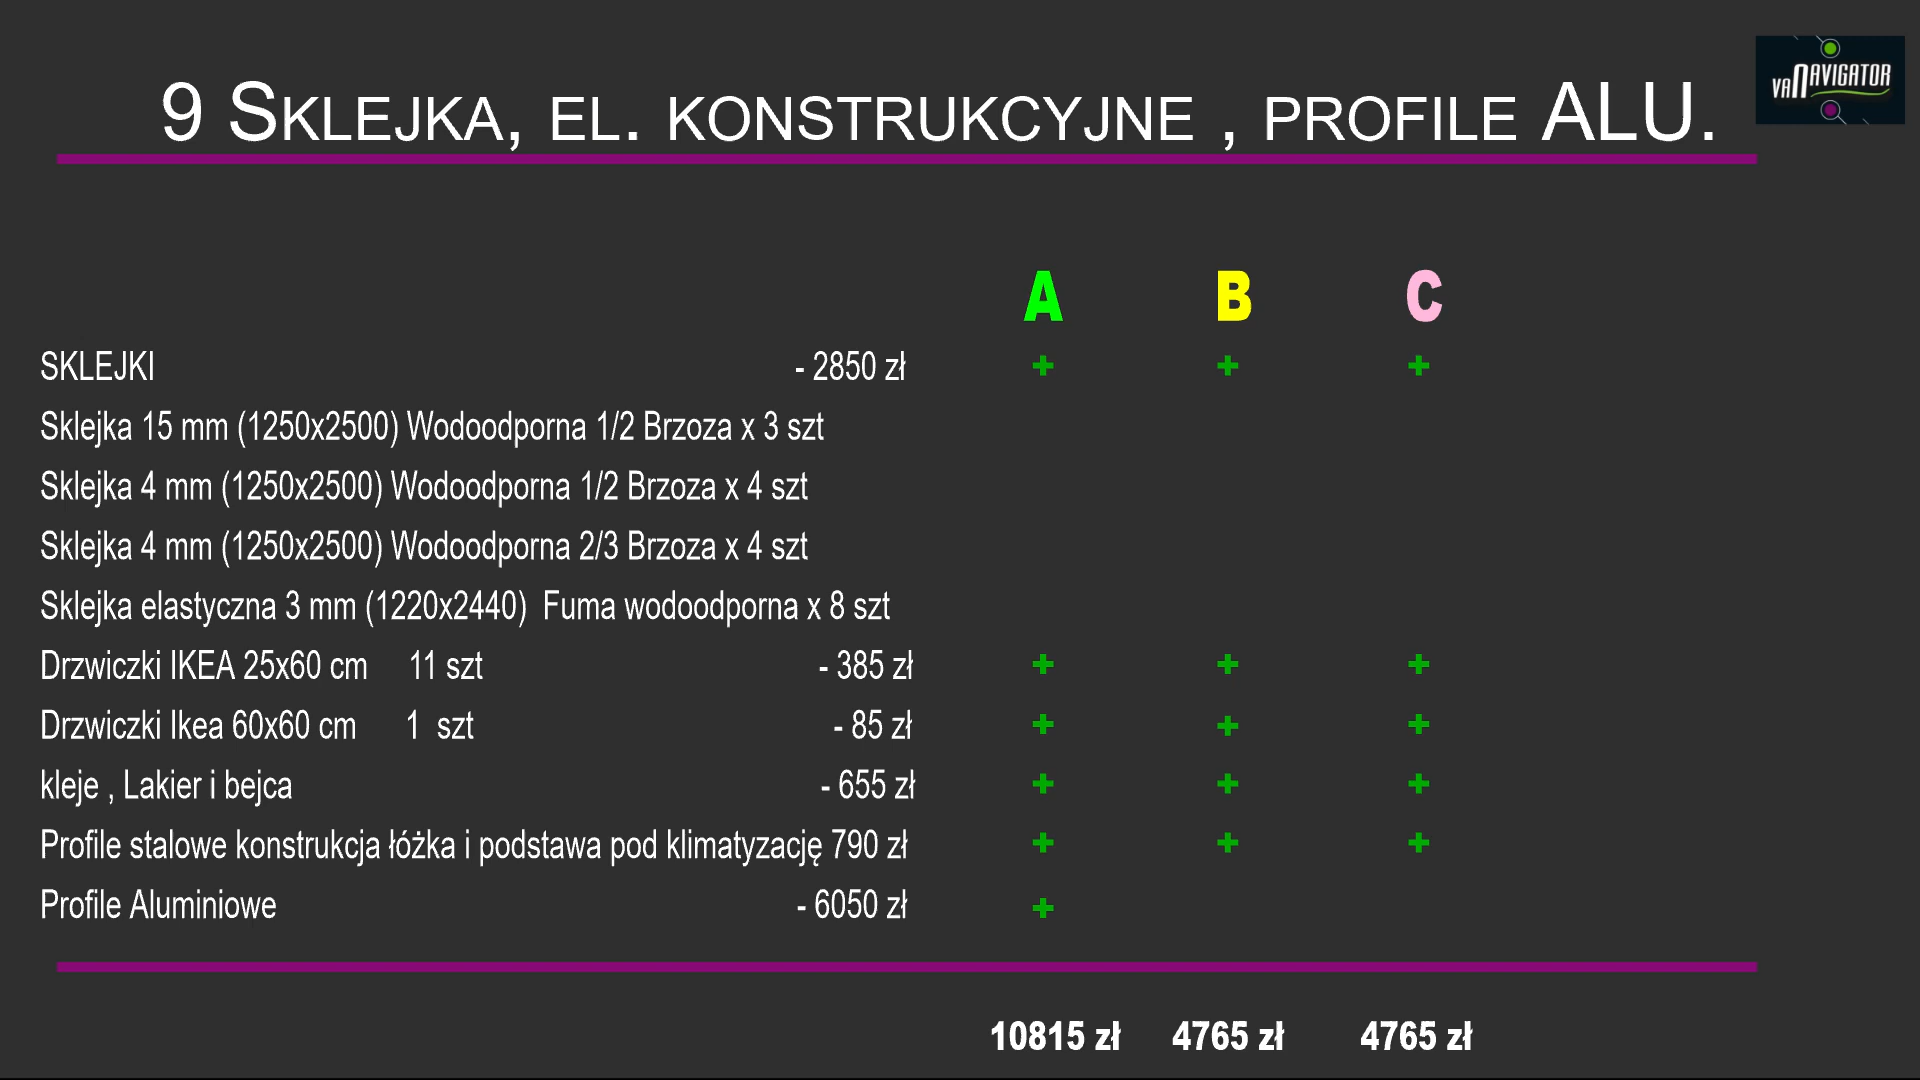 9 Sklejka, el. konstrukcyjne , profile ALU.
vaNavigator
A B C
SKLEJKI - 2850 zł + + +
Sklejka 15 mm (1250x2500) Wodoodporna 1/2 Brzoza x 3 szt
Sklejka 4 mm (1250x2500) Wodoodporna 1/2 Brzoza x 4 szt
Sklejka 4 mm (1250x2500) Wodoodporna 2/3 Brzoza x 4 szt
Sklejka elastyczna 3 mm (1220x2440) Fuma wodoodporna x 8 szt
Drzwiczki IKEA 25x60 cm 11 szt - 385 zł + + +
Drzwiczki Ikea 60x60 cm 1 szt - 85 zł + + +
kleje , Lakier i bejca - 655 zł + + +
Profile stalowe konstrukcja łóżka i podstawa pod klimatyzację 790 zł + + +
Profile Aluminiowe - 6050 zł +
10815 zł 4765 zł 4765 zł